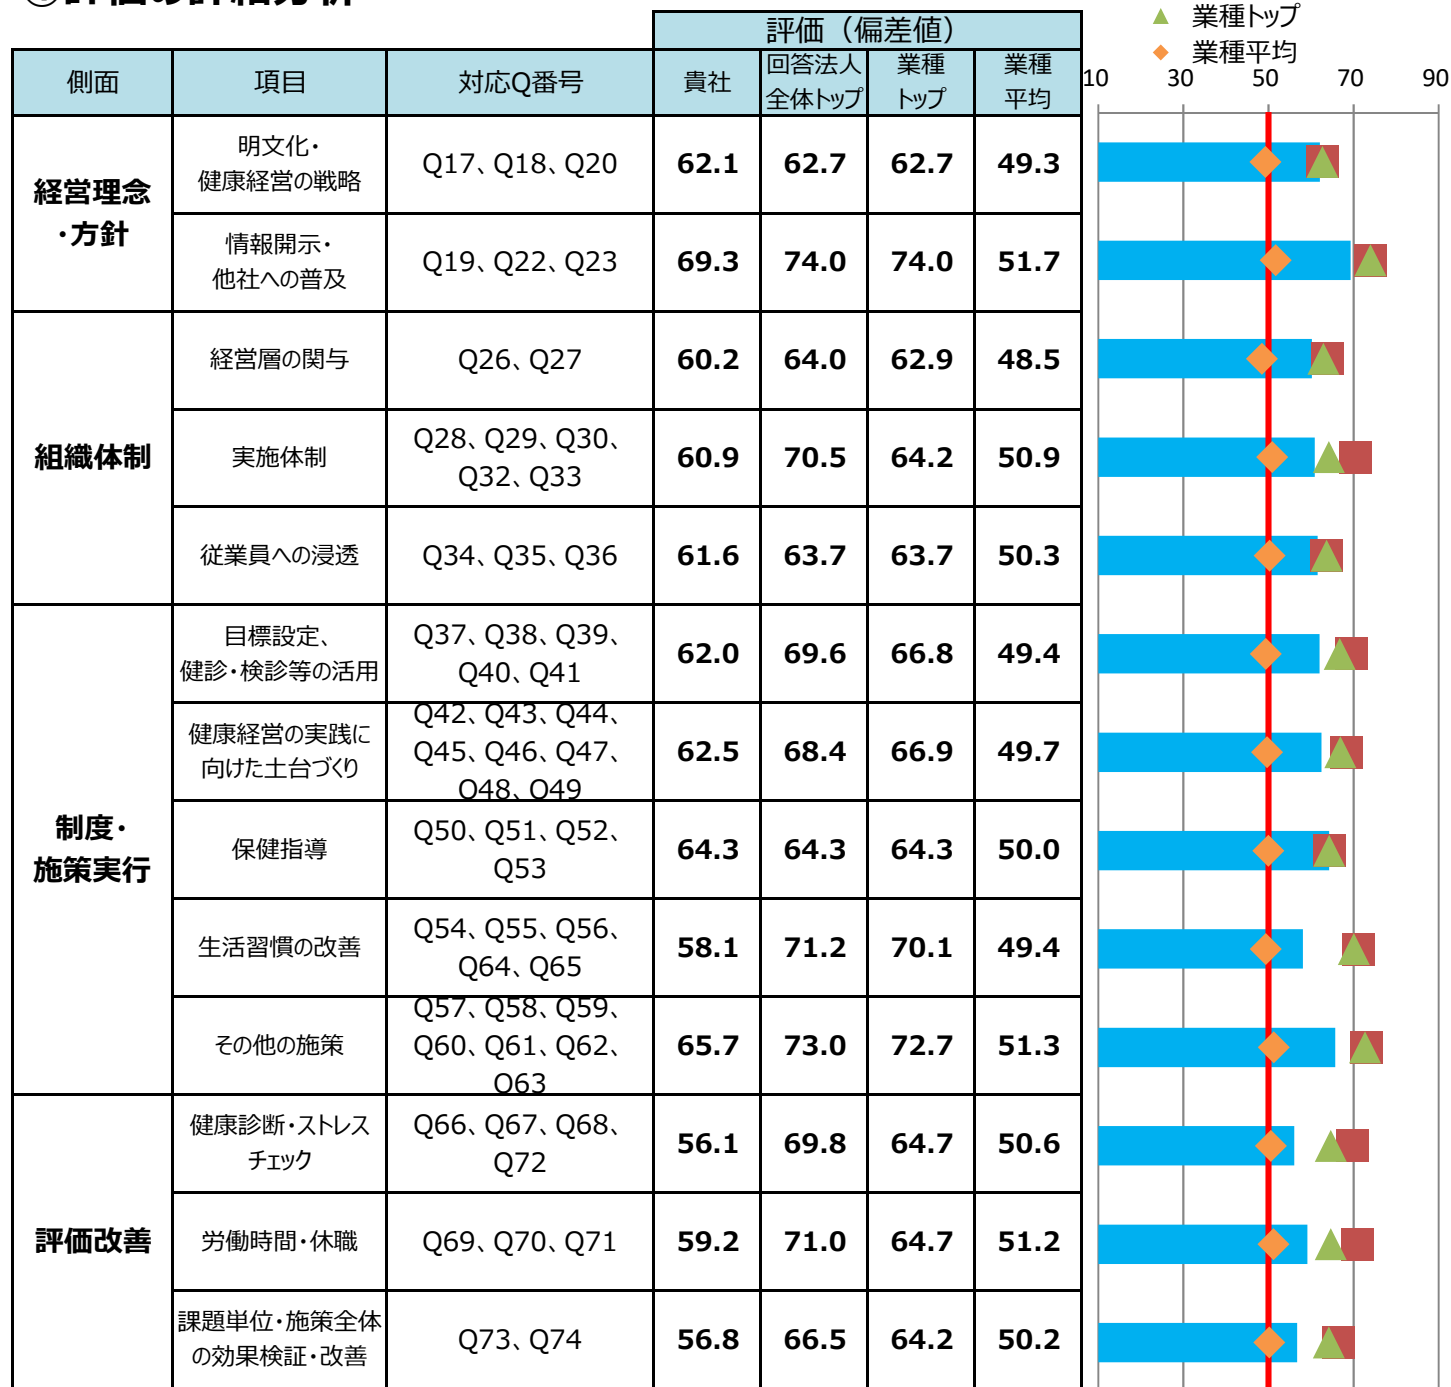 評価（偏差値）
業種トップ
業種平均
側面 項目 対応Q番号 貴社 回答法人 業種 業種
全体トップ トップ 平均
10 30 50 70 90
経営理念
・方針
明文化・
健康経営の戦略
Q17、Q18、Q20 62.1 62.7 62.7 49.3
情報開示・
他社への普及
Q19、Q22、Q23 69.3 74.0 74.0 51.7
組織体制
経営層の関与 Q26、Q27 60.2 64.0 62.9 48.5
実施体制
Q28、Q29、Q30、
Q32、Q33
60.9 70.5 64.2 50.9
従業員への浸透 Q34、Q35、Q36 61.6 63.7 63.7 50.3
制度・
施策実行
目標設定、
健診・検診等の活用
Q37、Q38、Q39、
Q40、Q41
62.0 69.6 66.8 49.4
健康経営の実践に
向けた土台づくり
Q42、Q43、Q44、
Q45、Q46、Q47、
Q48、Q49
62.5 68.4 66.9 49.7
保健指導
Q50、Q51、Q52、
Q53
64.3 64.3 64.3 50.0
生活習慣の改善
Q54、Q55、Q56、
Q64、Q65
58.1 71.2 70.1 49.4
その他の施策
Q57、Q58、Q59、
Q60、Q61、Q62、
Q63
65.7 73.0 72.7 51.3
評価改善
健康診断・ストレス
チェック
Q66、Q67、Q68、
Q72
56.1 69.8 64.7 50.6
労働時間・休職 Q69、Q70、Q71 59.2 71.0 64.7 51.2
課題単位・施策全体
の効果検証・改善
Q73、Q74 56.8 66.5 64.2 50.2